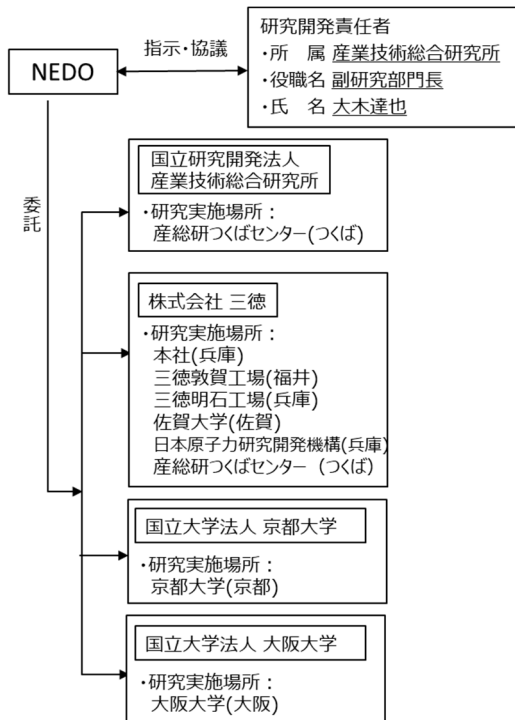 NEDO
指示・協議
研究開発責任者
・所　属 産業技術総合研究所
・役職名 副研究部門長
・氏　名 大木達也
委託
国立研究開発法人
産業技術総合研究所
・研究実施場所：
産総研つくばセンター(つくば)
株式会社 三徳
・研究実施場所：
本社(兵庫)
三徳敦賀工場(福井)
三徳明石工場(兵庫)
佐賀大学(佐賀)
日本原子力研究開発機構(兵庫)
産総研つくばセンター （つくば）
国立大学法人 京都大学
・研究実施場所：
京都大学(京都)
国立大学法人 大阪大学
・研究実施場所：
大阪大学(大阪)